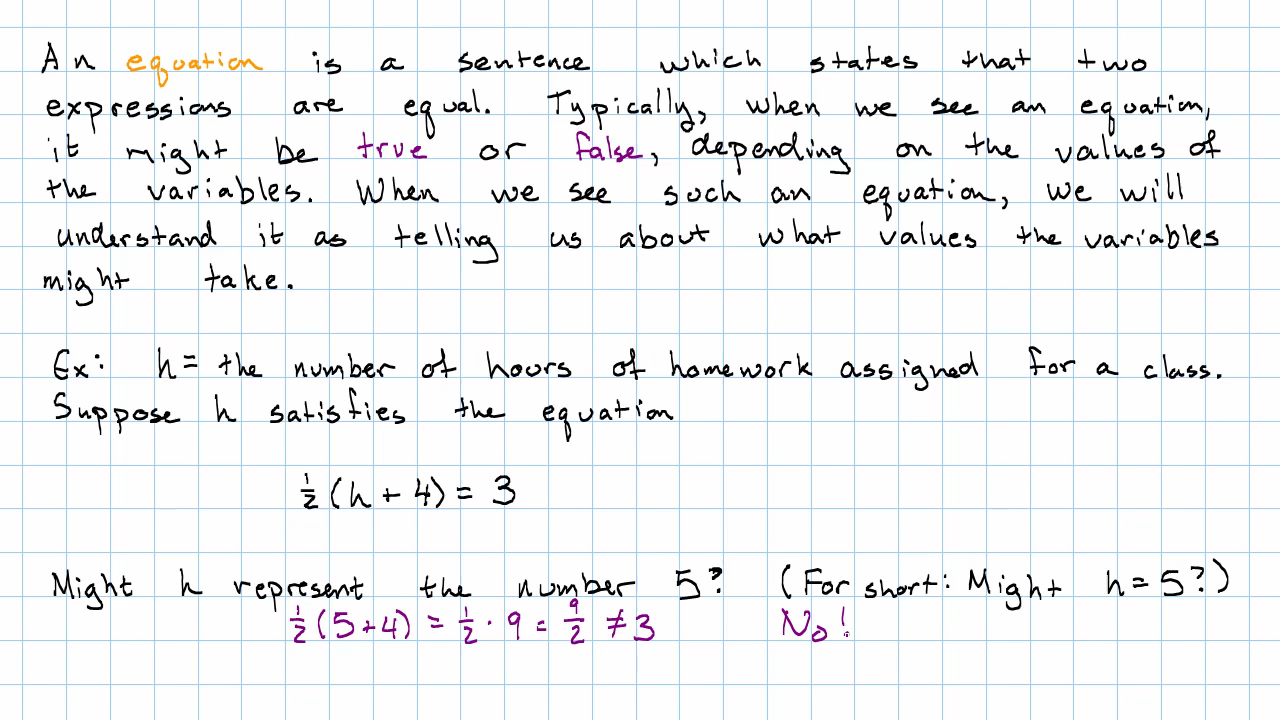 An equation is a sentence which states that two
expressions are equal. Typically, when we see an equation,
it might be true or false, depending on the values of
the variables. When we see such an equation, we will
understand it as telling us about what values the variables
might take.
Ex: h = the number of hours of homework assigned for a class.
Suppose h satisfies the equation
½(h + 4) = 3
Might h represent the number 5? (For short: Might h = 5?)
½(5+4) = ½ · 9 = 9/2 ≠ 3 No!